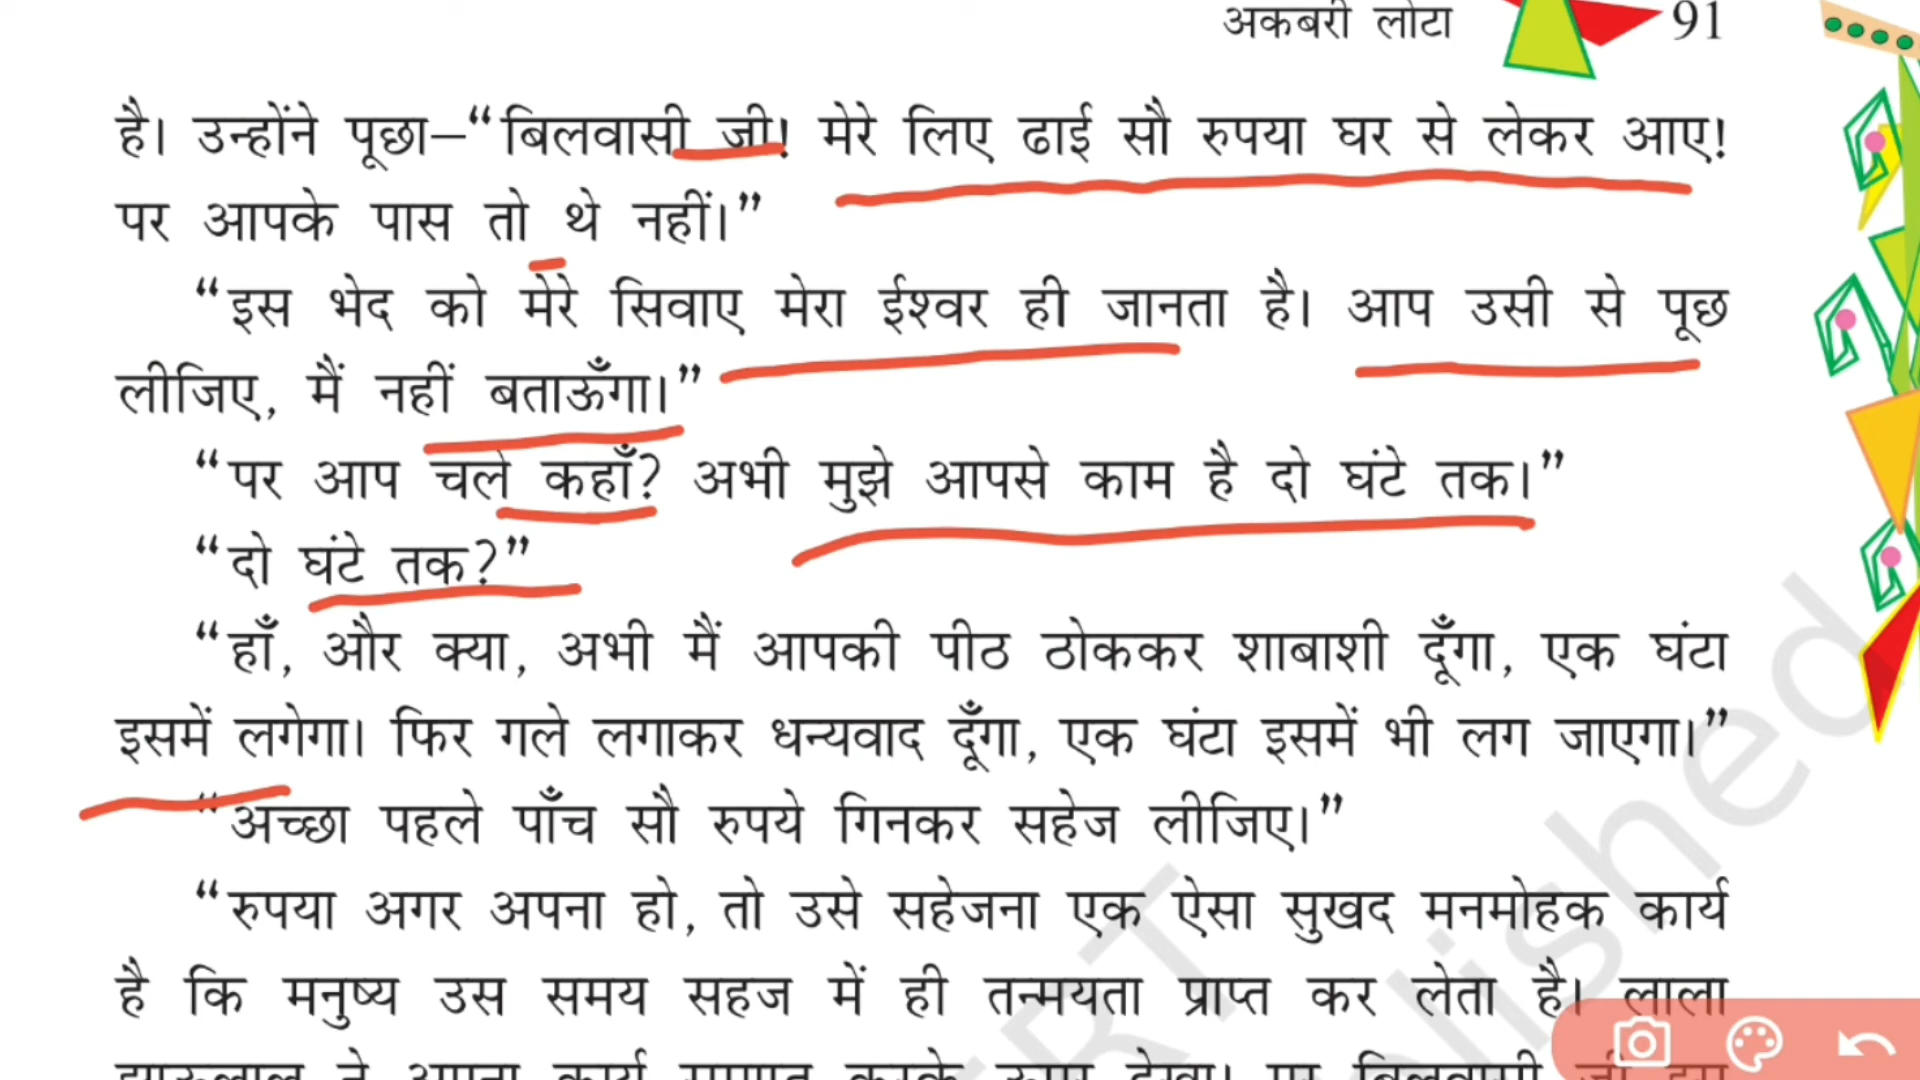 अकबरी लोटा 91
है। उन्होंने पूछा–“बिलवासी जी! मेरे लिए ढाई सौ रुपया घर से लेकर आए!
पर आपके पास तो थे नहीं।”
“इस भेद को मेरे सिवाए मेरा ईश्वर ही जानता है। आप उसी से पूछ
लीजिए, मैं नहीं बताऊँगा।”
“पर आप चले कहाँ? अभी मुझे आपसे काम है दो घंटे तक।”
“दो घंटे तक?”
“हाँ, और क्या, अभी मैं आपकी पीठ ठोककर शाबाशी दूँगा, एक घंटा
इसमें लगेगा। फिर गले लगाकर धन्यवाद दूँगा, एक घंटा इसमें भी लग जाएगा।”
“अच्छा पहले पाँच सौ रुपये गिनकर सहेज लीजिए।”
“रुपया अगर अपना हो, तो उसे सहेजना एक ऐसा सुखद मनमोहक कार्य
है कि मनुष्य उस समय सहज में ही तन्मयता प्राप्त कर लेता है। लाला